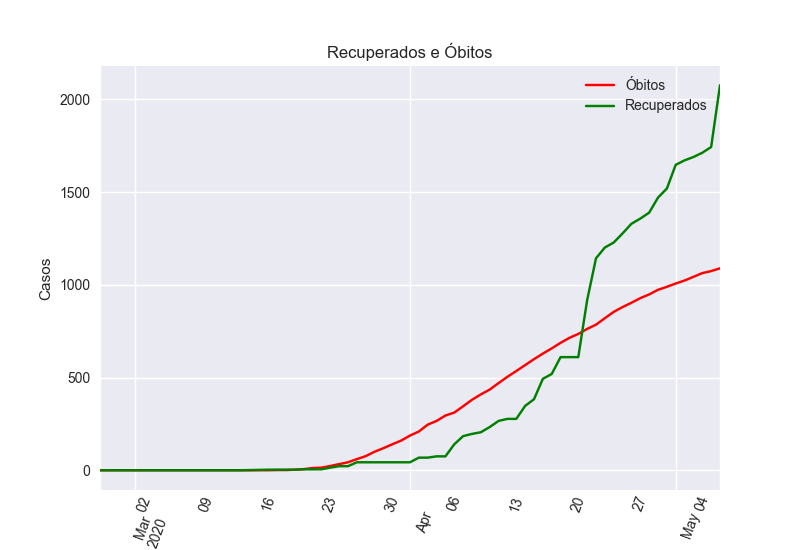 Recuperados e Óbitos
Óbitos
Recuperados
Casos
2000
1500
1000
500
0
Mar 02
2020
09
16
23
30
Apr
06
13
20
27
May 04